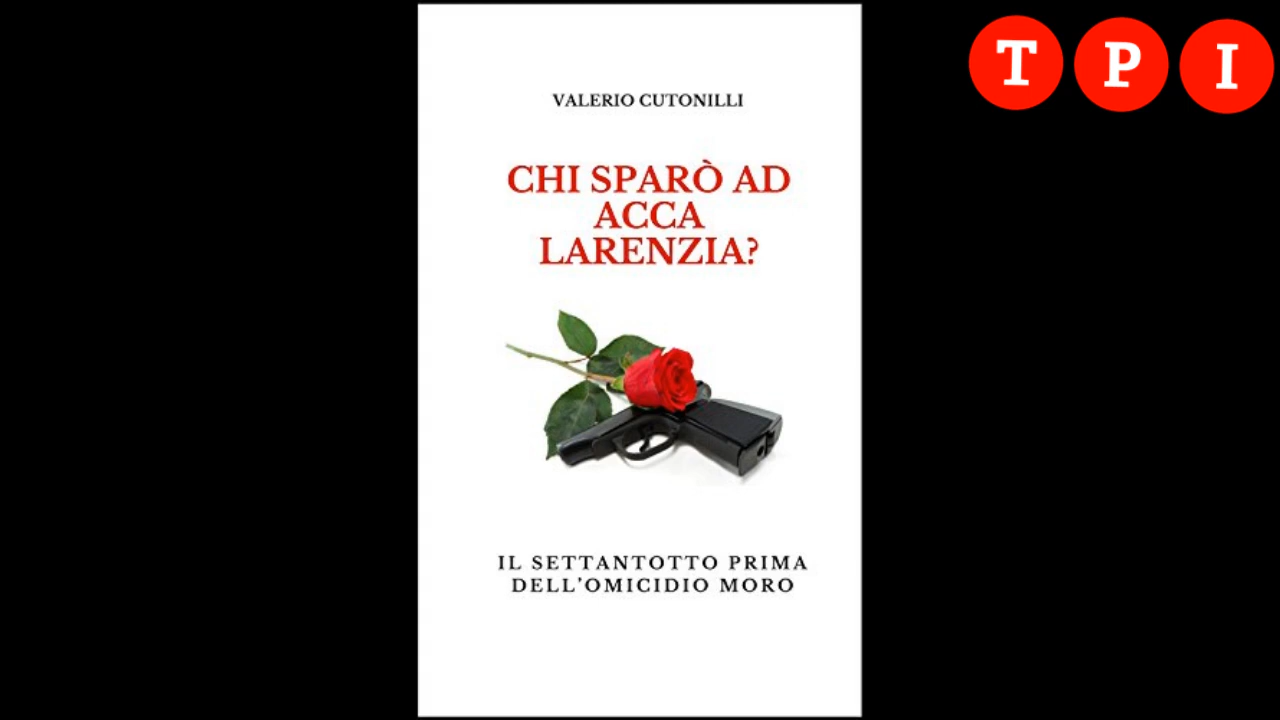 T P I
VALERIO CUTONILLI
CHI SPARÒ AD
ACCA
LARENZIA?
IL SETTANTOTTO PRIMA
DELL'OMICIDIO MORO